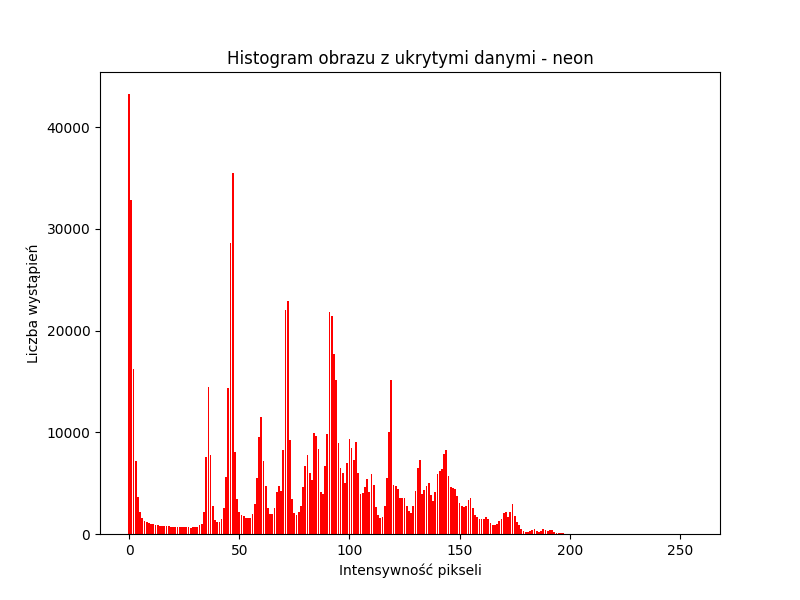 Histogram obrazu z ukrytymi danymi - neon
Liczba wystąpień
40000
30000
20000
10000
0
0 50 100 150 200 250
Intensywność pikseli